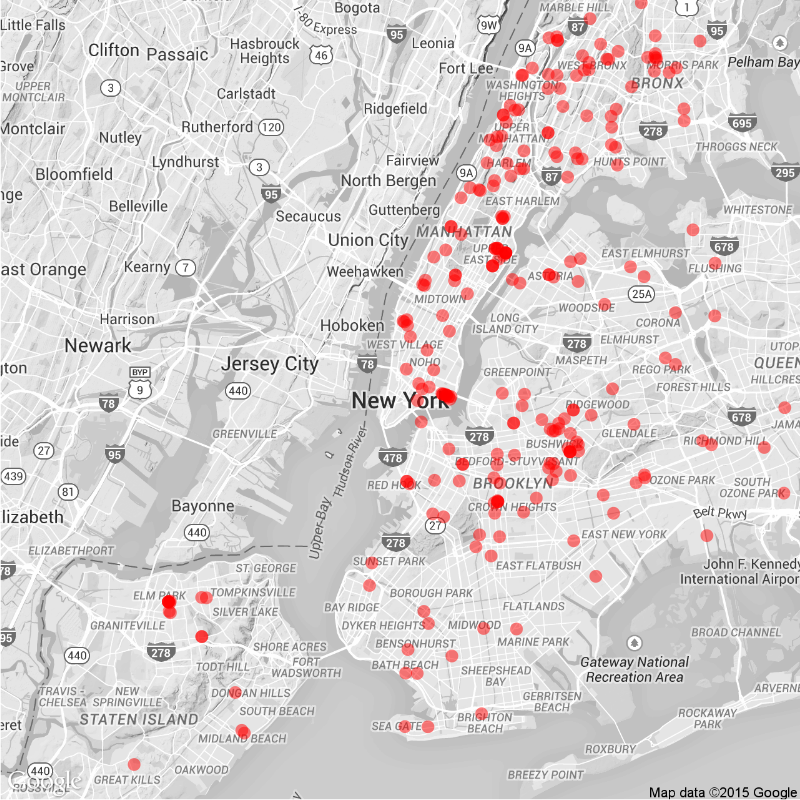 Bogota
MARBLE HILL
1
Little Falls
I-80 Express
9W
87
Clifton
Passaic
Hasbrouck
Heights
95
Leonia
9A
95
46
Fort Lee
WEST BRONX
MORRIS PARK
Pelham Bay
UPPER
MONTCLAIR
3
Carlstadt
WASHINGTON
HEIGHTS
BRONX
Ridgefield
Montclair
Nutley
Rutherford
120
UPPER
MANHATTAN
278
695
THROGGS NECK
Lyndhurst
3
Fairview
HARLEM
HUNTS POINT
Bloomfield
North Bergen
9A
87
295
95
EAST HARLEM
Belleville
Secaucus
Guttenberg
WHITESTONE
Union City
MANHATTAN
678
UPPER
EAST SIDE
EAST ELMHURST
ast Orange
Kearny
7
Weehawken
ASTORIA
FLUSHING
MIDTOWN
25A
WOODSIDE
Harrison
Hoboken
LONG
ISLAND CITY
CORONA
Newark
WEST VILLAGE
278
ELMHURST
UTOP
Jersey City
78
NOHO
MASPETH
REGO PARK
QUEEN
BYP
9
GREENPOINT
FOREST HILLS
HILLCRES
440
78
New York
RIDGEWOOD
678
JAMA
GREENVILLE
278
GLENDALE
27
BUSHWICK
RICHMOND HILL
95
478
BEDFORD-STUYVESANT
439
RED HOOK
BROOKLYN
OZONE PARK
SOUTH
OZONE PARK
81
Hudson River
Bayonne
CROWN HEIGHTS
lizabeth
Upper Bay
Belt Pkwy
440
27
EAST NEW YORK
ELIZABETHPORT
278
SUNSET PARK
EAST FLATBUSH
John F. Kennedy
International Airpor
ST. GEORGE
ELM PARK
TOMPKINSVILLE
BOROUGH PARK
GRANITEVILLE
SILVER LAKE
BAY RIDGE
FLATLANDS
DYKER HEIGHTS
MIDWOOD
BROAD CHANNEL
95
278
SHORE ACRES
BENSONHURST
MARINE PARK
440
TODT HILL
FORT
WADSWORTH
BATH BEACH
SHEEPSHEAD
BAY
Gateway National
Recreation Area
TRAVIS -
CHELSEA
NEW
SPRINGVILLE
DONGAN HILLS
GERRITSEN
BEACH
ARVERNE
STATEN ISLAND
SOUTH BEACH
SEA GATE
BRIGHTON
BEACH
ROCKAWAY
PARK
MIDLAND BEACH
ROXBURY
440
GREAT KILLS
OAKWOOD
BREEZY POINT
Google
Map data ©2015 Google